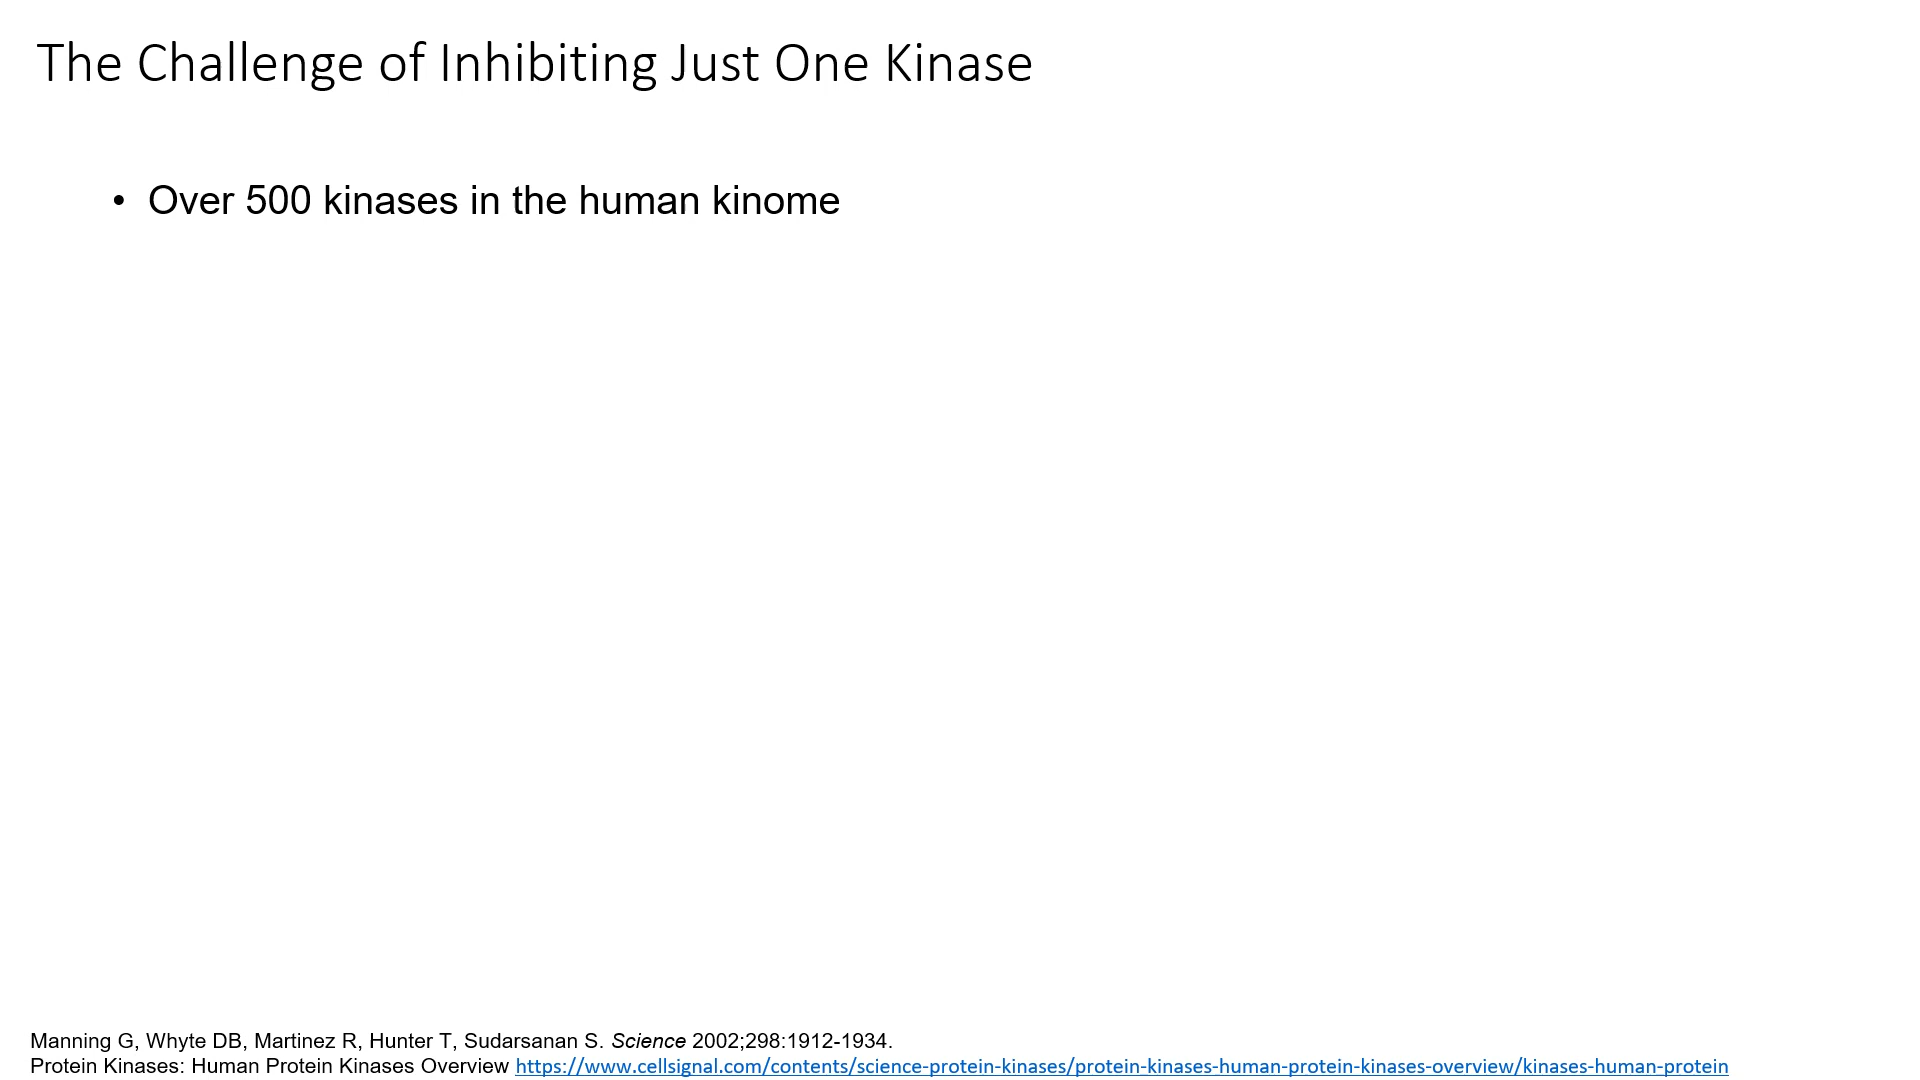 The Challenge of Inhibiting Just One Kinase
• Over 500 kinases in the human kinome
Manning G, Whyte DB, Martinez R, Hunter T, Sudarsanan S. Science 2002;298:1912-1934.
Protein Kinases: Human Protein Kinases Overview https://www.cellsignal.com/contents/science-protein-kinases/protein-kinases-human-protein-kinases-overview/kinases-human-protein